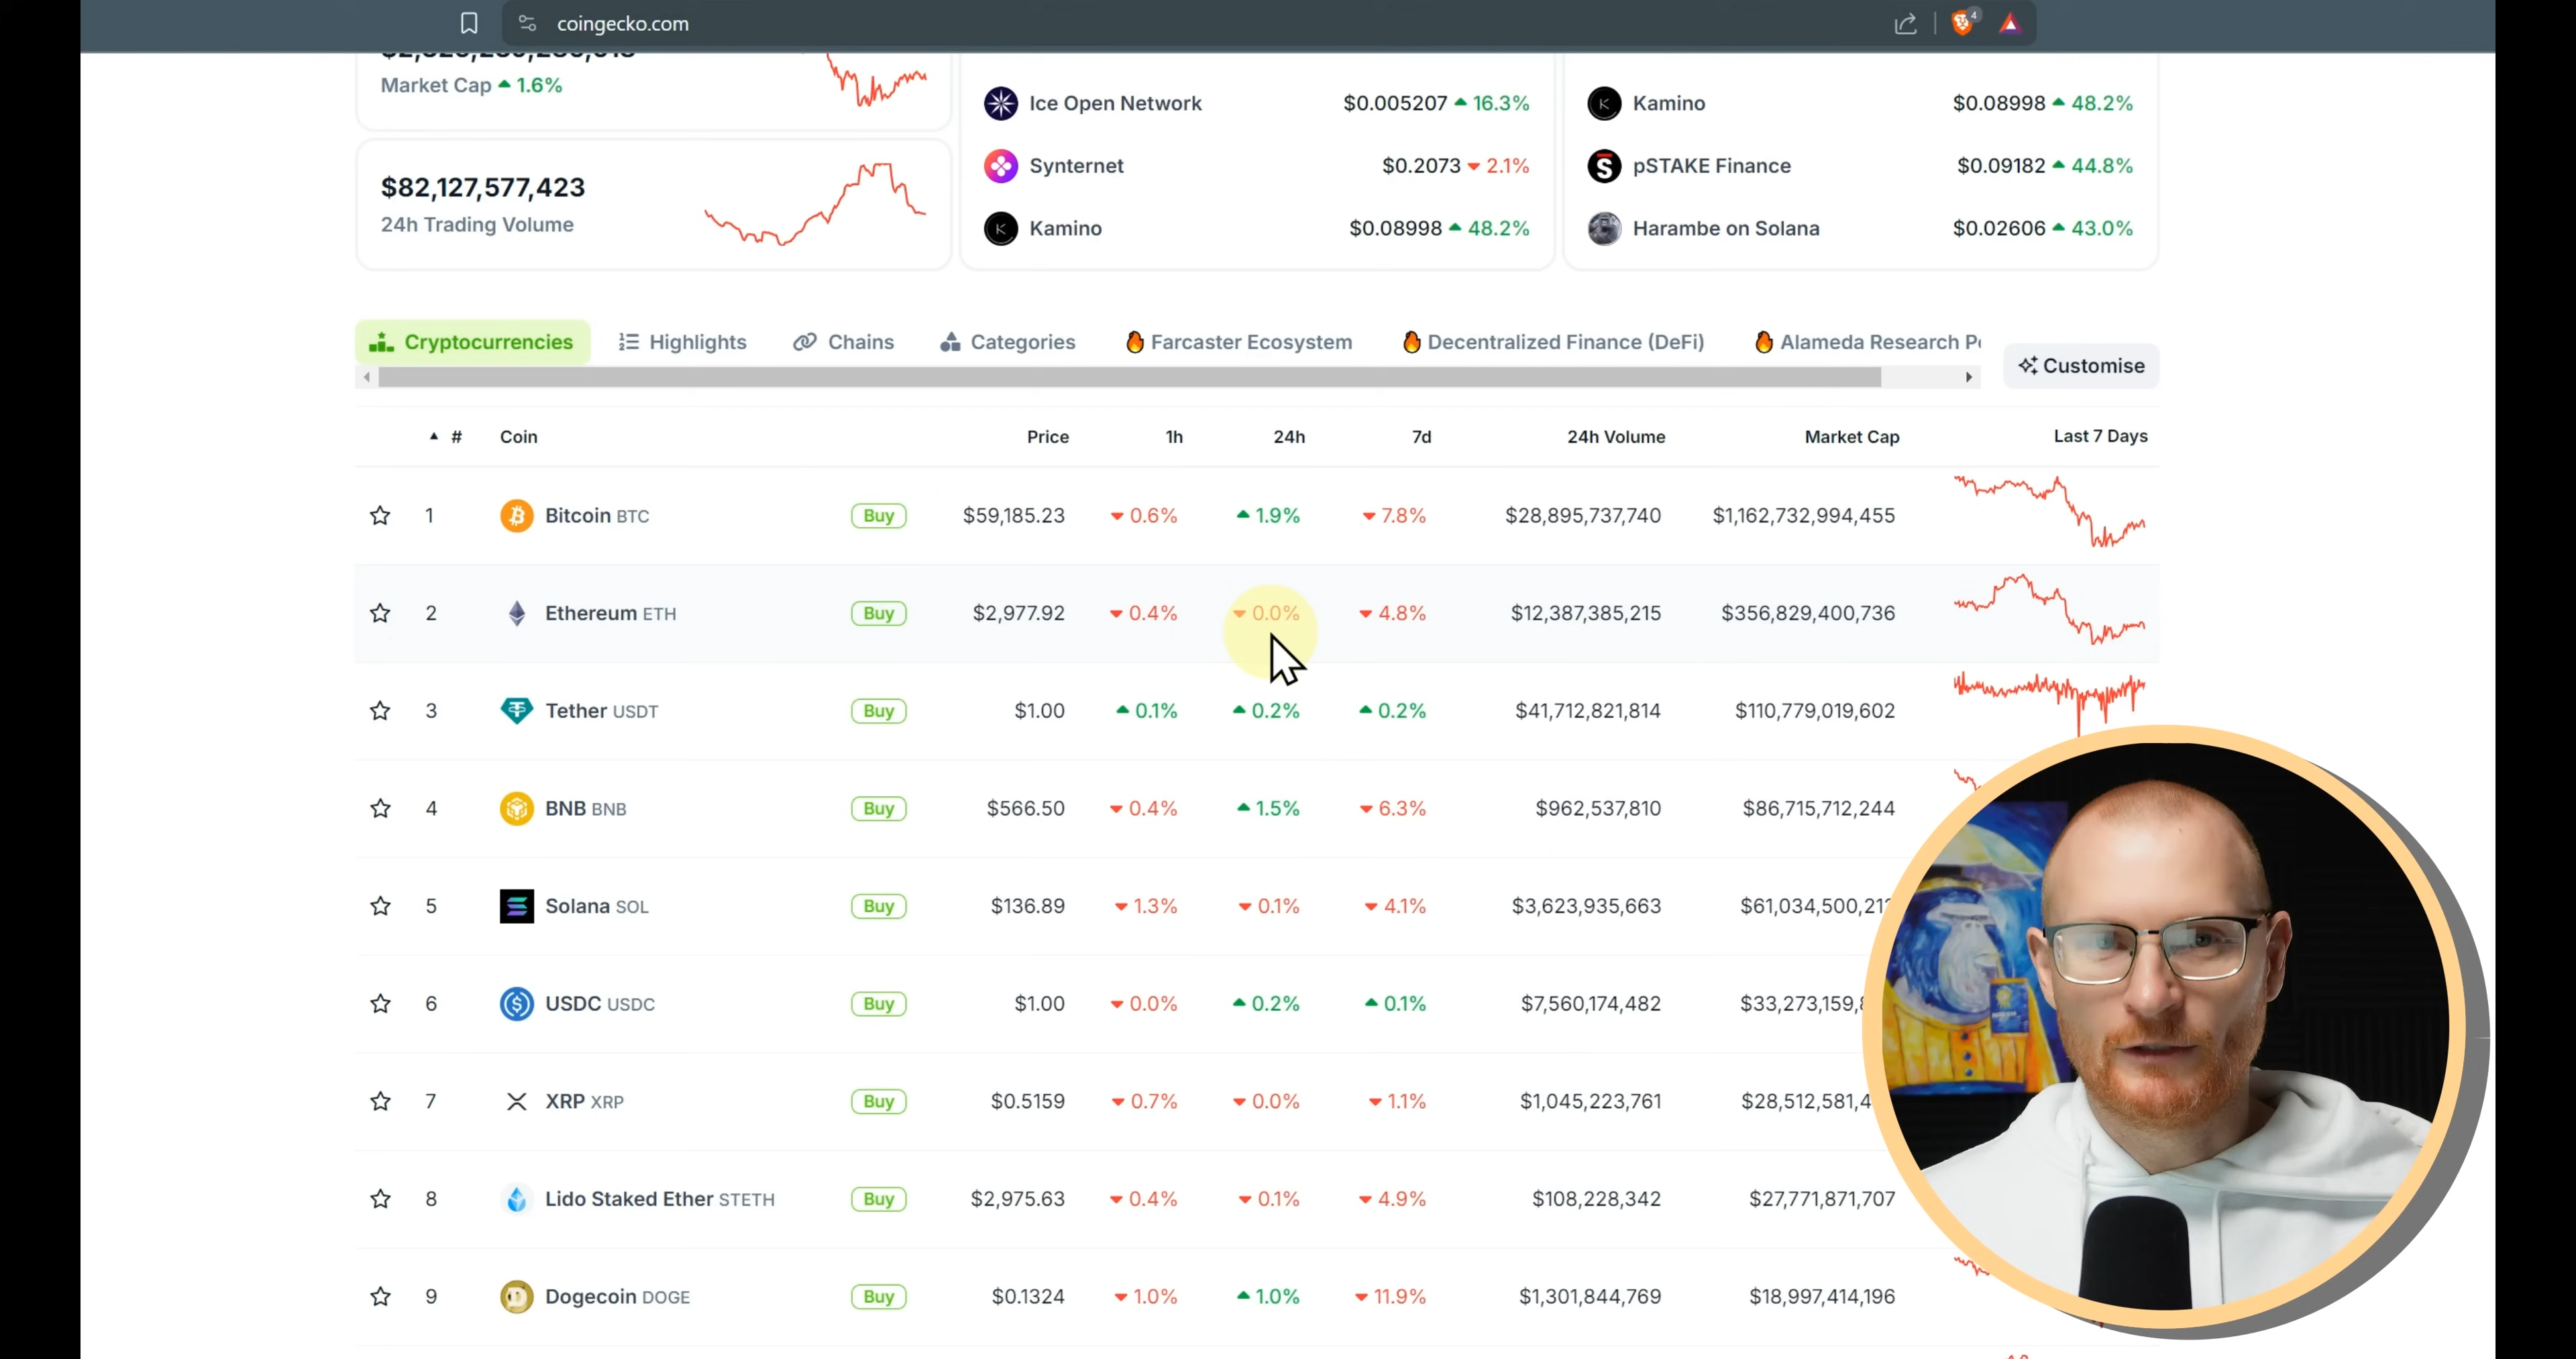 coingecko.com
4
Market Cap 1.6%
$82,127,577,423
24h Trading Volume
Ice Open Network $0.005207 16.3%
Synternet $0.2073 2.1%
Kamino $0.08998 48.2%
Kamino $0.08998 48.2%
pSTAKE Finance $0.09182 44.8%
Harambe on Solana $0.02606 43.0%
Cryptocurrencies Highlights Chains Categories Farcaster Ecosystem Decentralized Finance (DeFi) Alameda Research
Customise
# Coin Price 1h 24h 7d 24h Volume Market Cap Last 7 Days
1 Bitcoin BTC Buy $59,185.23 0.6% 1.9% 7.8% $28,895,737,740 $1,162,732,994,455
2 Ethereum ETH Buy $2,977.92 0.4% 0.0% 4.8% $12,387,385,215 $356,829,400,736
3 Tether USDT Buy $1.00 0.1% 0.2% 0.2% $41,712,821,814 $110,779,019,602
4 BNB BNB Buy $566.50 0.4% 1.5% 6.3% $962,537,810 $86,715,712,244
5 Solana SOL Buy $136.89 1.3% 0.1% 4.1% $3,623,935,663
6 USDC USDC Buy $1.00 0.0% 0.2% 0.1% $7,560,174,482
7 XRP XRP Buy $0.5159 0.7% 0.0% 1.1% $1,045,223,761
8 Lido Staked Ether STETH Buy $2,975.63 0.4% 0.1% 4.9% $108,228,342 $27,771,871,707
9 Dogecoin DOGE Buy $0.1324 1.0% 1.0% 11.9% $1,301,844,769 $18,997,414,196